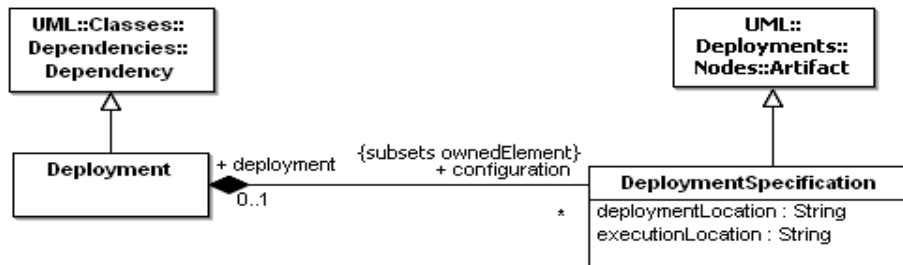 UML::Classes::
Dependencies::
Dependency
UML::
Deployments::
Nodes::Artifact
Deployment
+ deployment
0..1
{subsets ownedElement}
+ configuration
*
DeploymentSpecification
deploymentLocation : String
executionLocation : String